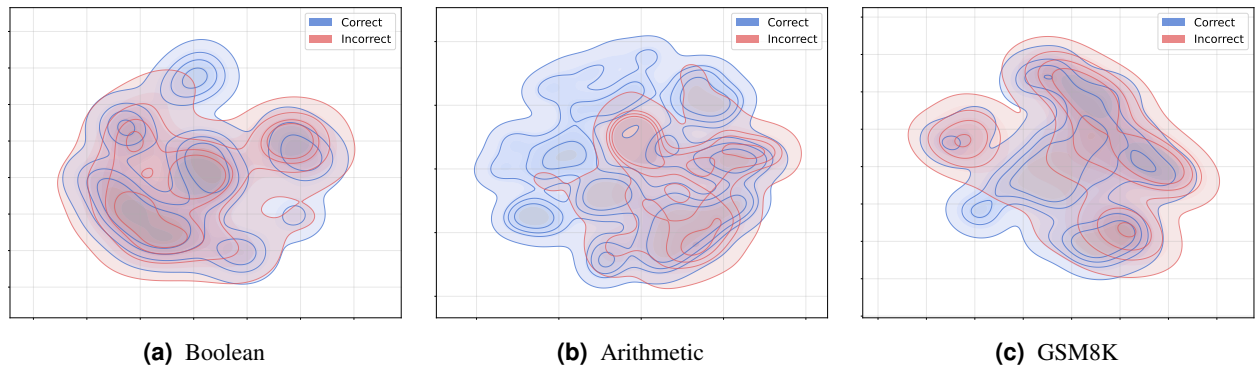 Correct
Incorrect
Correct
Incorrect
Correct
Incorrect
(a) Boolean
(b) Arithmetic
(c) GSM8K